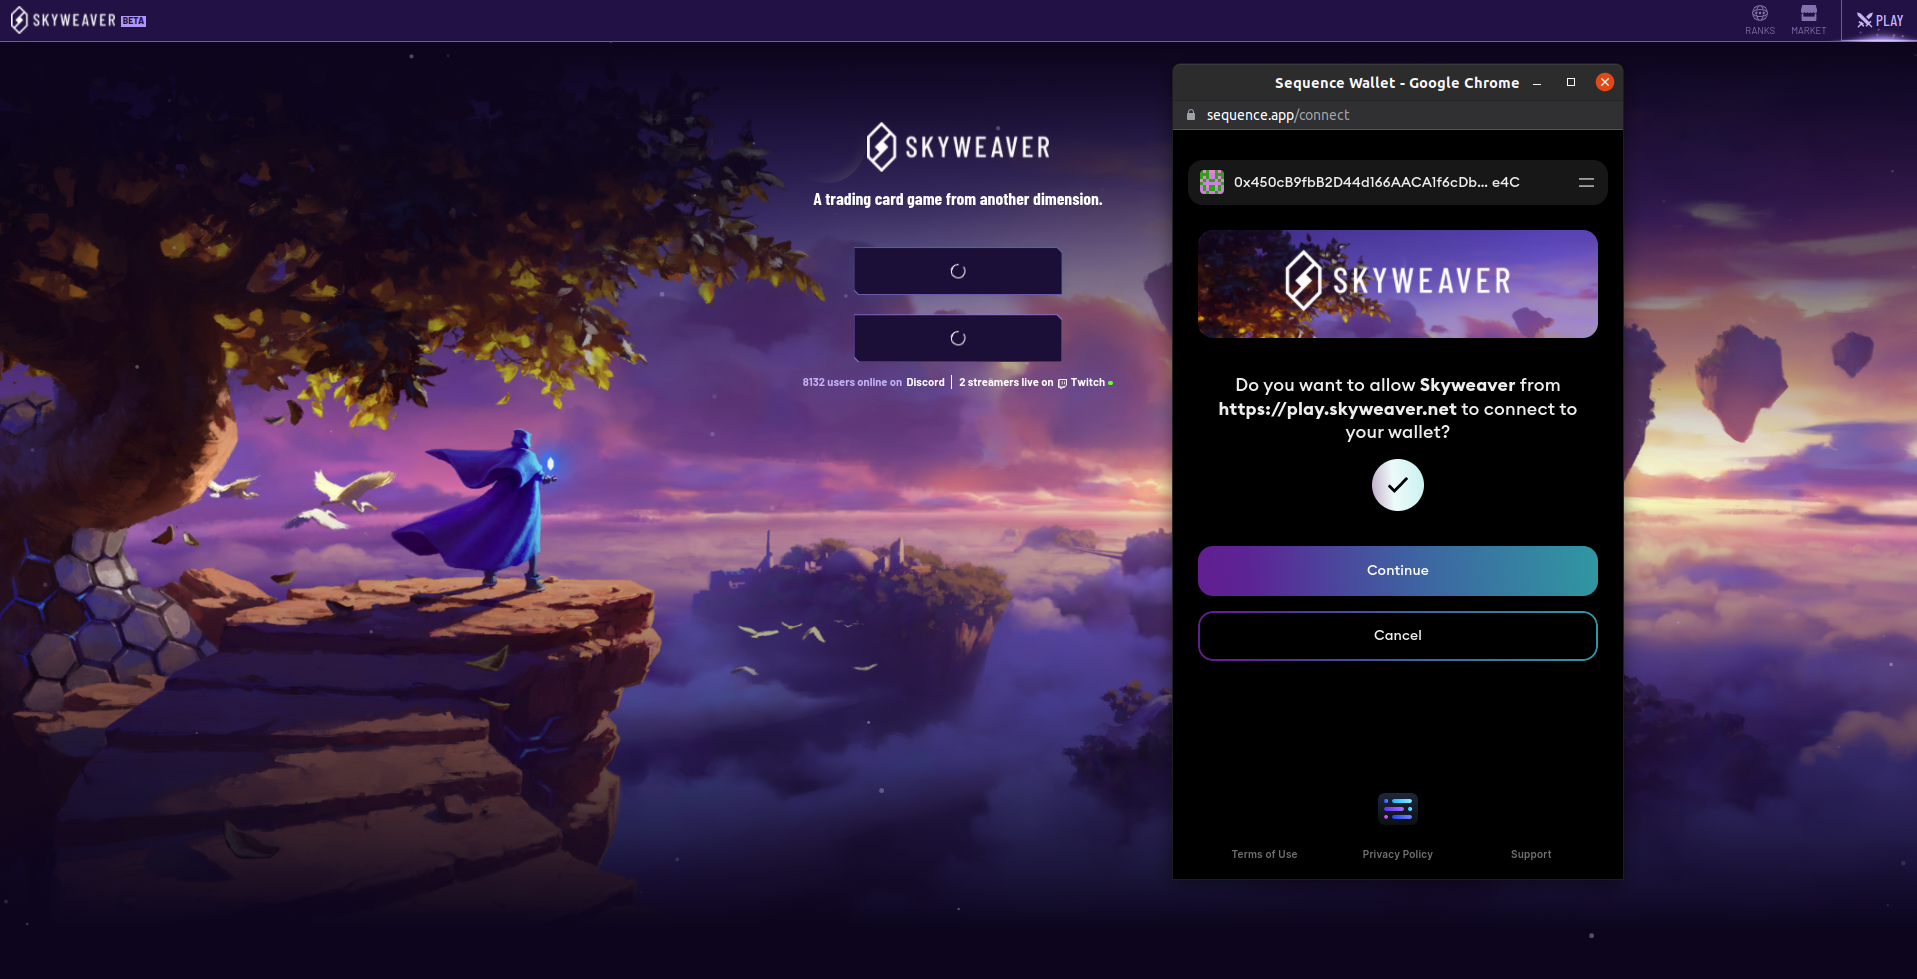 SKYWEAVER BETA
RANKS
MARKET
PLAY
SKYWEAVER
A trading card game from another dimension.
8132 users online on Discord | 2 streamers live on Twitch
Sequence Wallet - Google Chrome
sequence.app/connect
0x450cB9fbB2D44d166AACA1f6cDb... e4C
SKYWEAVER
Do you want to allow Skyweaver from
https://play.skyweaver.net to connect to
your wallet?
Continue
Cancel
Terms of Use
Privacy Policy
Support